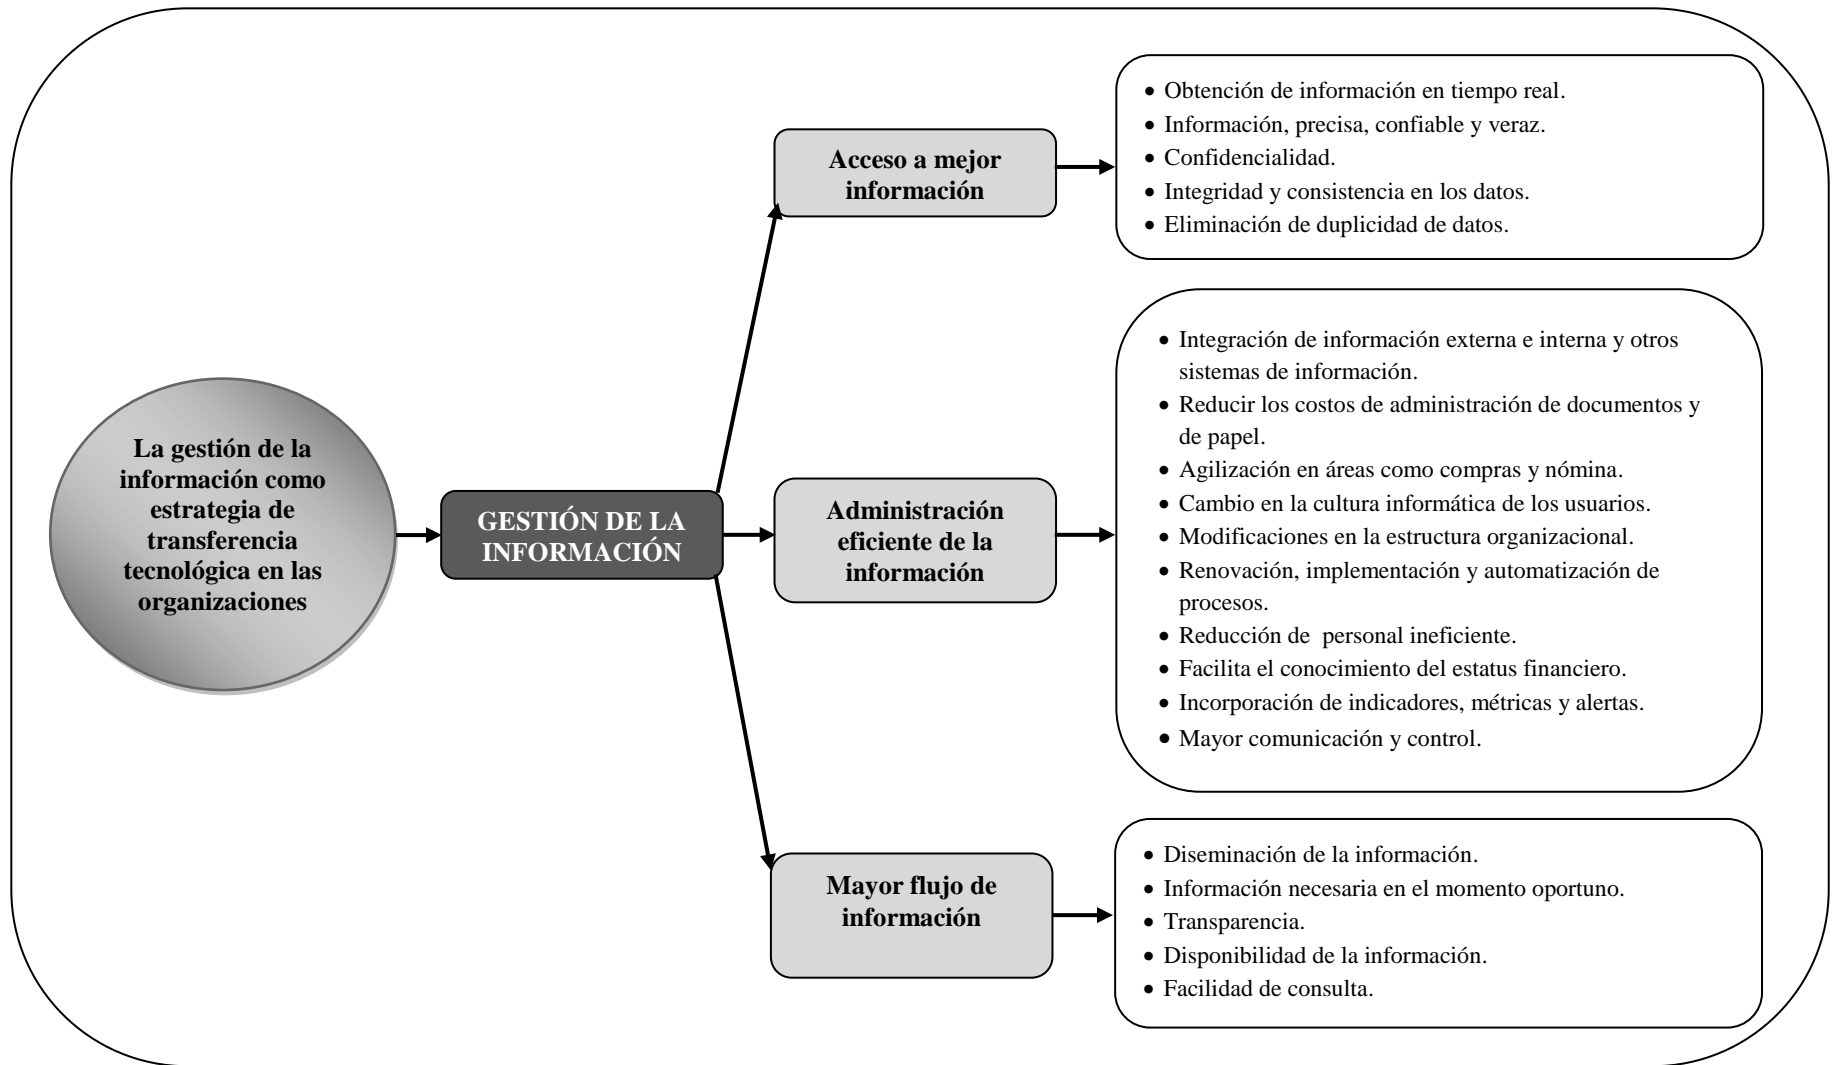 La gestión de la
información como
estrategia de
transferencia
tecnológica en las
organizaciones
GESTIÓN DE LA
INFORMACIÓN
Acceso a mejor
información
• Obtención de información en tiempo real.
• Información, precisa, confiable y veraz.
• Confidencialidad.
• Integridad y consistencia en los datos.
• Eliminación de duplicidad de datos.
Administración
eficiente de la
información
• Integración de información externa e interna y otros
sistemas de información.
• Reducir los costos de administración de documentos y
de papel.
• Agilización en áreas como compras y nómina.
• Cambio en la cultura informática de los usuarios.
• Modificaciones en la estructura organizacional.
• Renovación, implementación y automatización de
procesos.
• Reducción de  personal ineficiente.
• Facilita el conocimiento del estatus financiero.
• Incorporación de indicadores, métricas y alertas.
• Mayor comunicación y control.
Mayor flujo de
información
• Diseminación de la información.
• Información necesaria en el momento oportuno.
• Transparencia.
• Disponibilidad de la información.
• Facilidad de consulta.